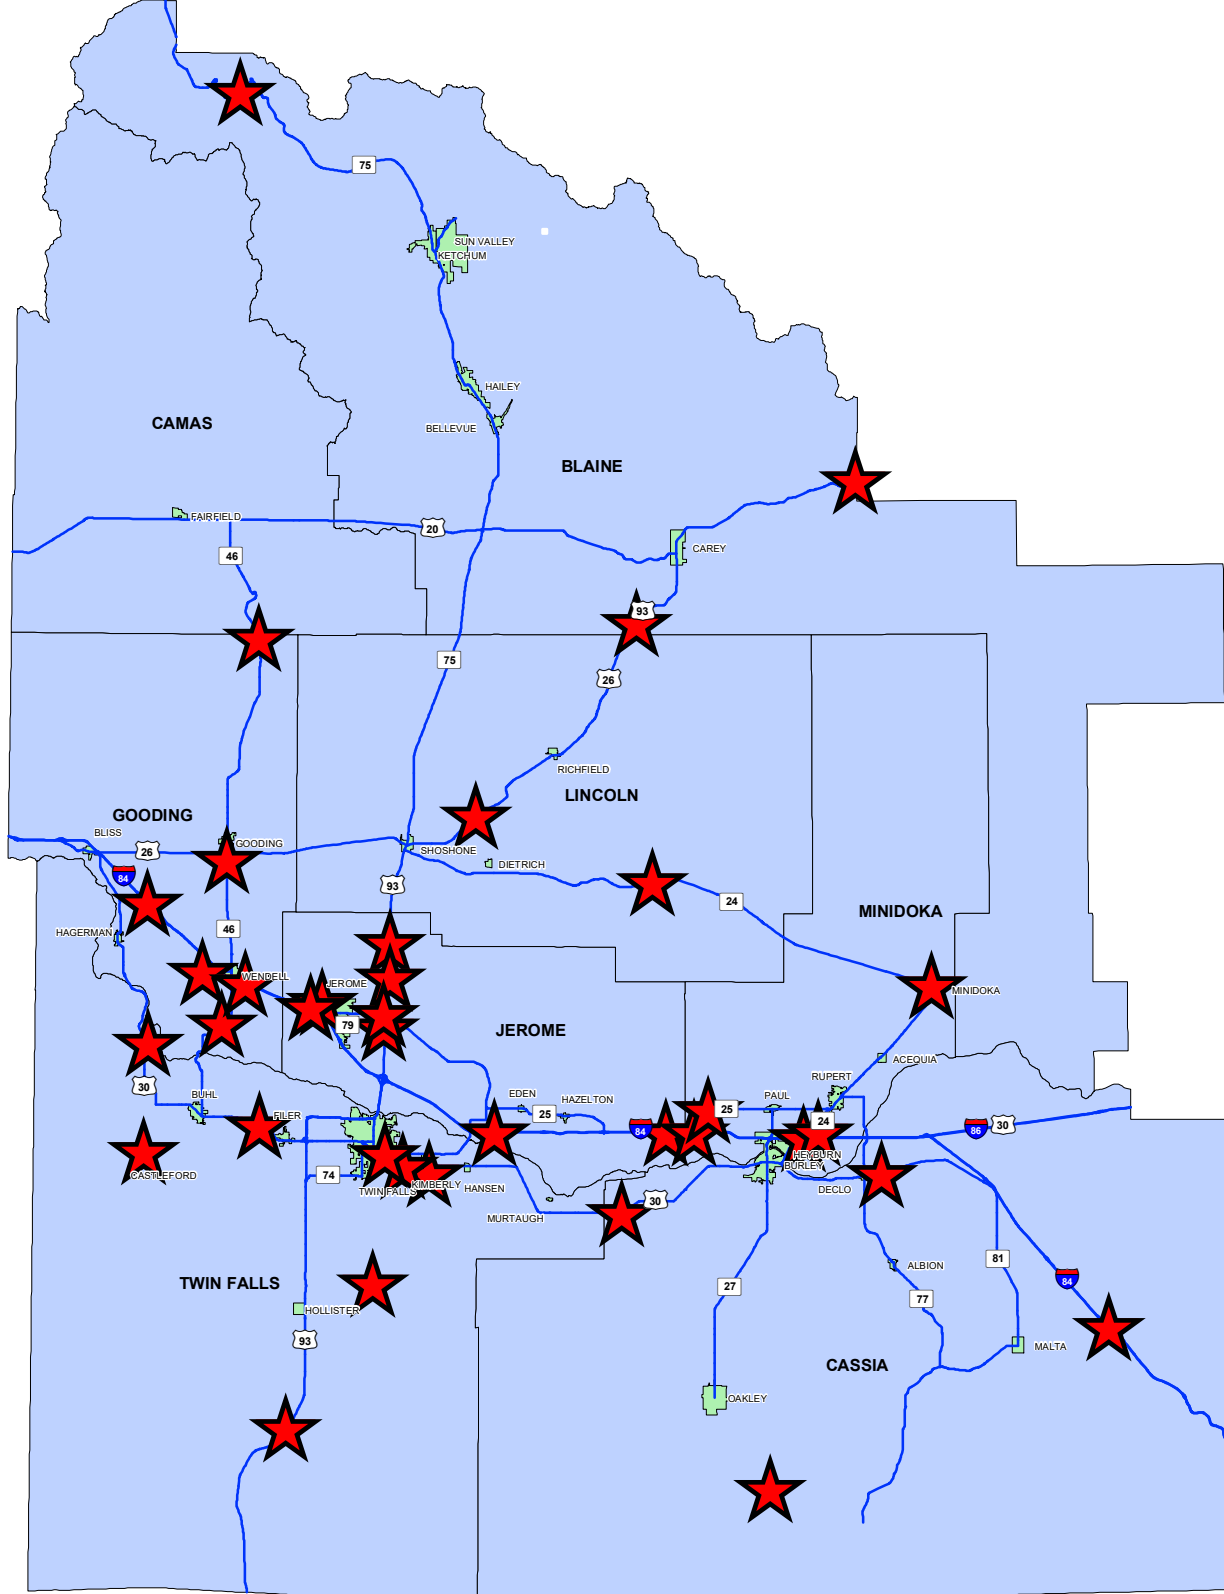 75
SUN VALLEY
KETCHUM
HAILEY
CAMAS
BELLEVUE
BLAINE
FAIRFIELD
20
CAREY
46
93
75
26
RICHFIELD
LINCOLN
GOODING
BLISS
GOODING
26
SHOSHONE
DIETRICH
84
93
24
MINIDOKA
HAGERMAN
46
WENDELL
JEROME
MINIDOKA
79
JEROME
ACEQUIA
30
BUHL
EDEN
HAZELTON
PAUL
RUPERT
FILER
25
25
24
84
86
30
HEYBURN
BURLEY
CASTLEFORD
74
TWIN FALLS
KIMBERLY
HANSEN
DECLO
30
MURTAUGH
81
ALBION
TWIN FALLS
27
84
77
HOLLISTER
93
MALTA
CASSIA
OAKLEY